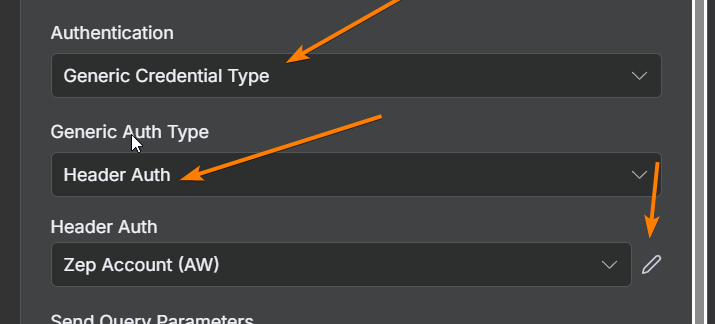 Authentication
Generic Credential Type
Generic Auth Type
Header Auth
Header Auth
Zep Account (AW)
Send Query Parameters